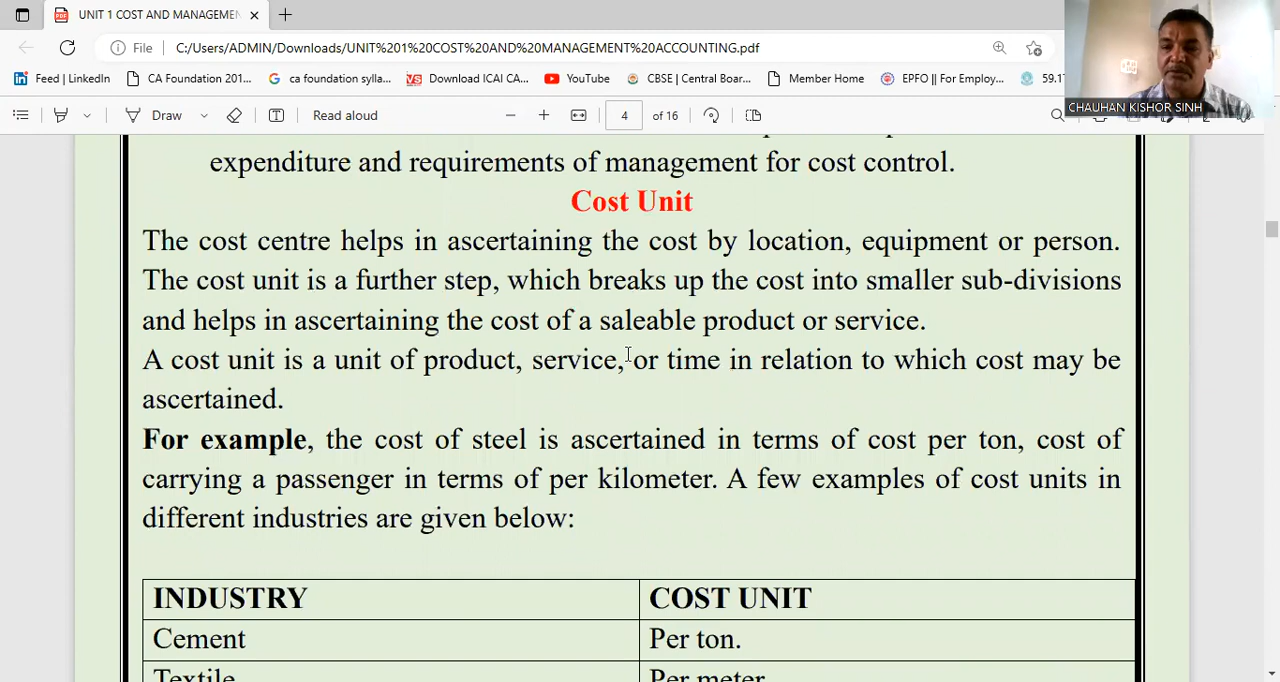 UNIT 1 COST AND MANAGEMEN
File C:/Users/ADMIN/Downloads/UNIT%201%20COST%20AND%20MANAGEMENT%20ACCOUNTING.pdf
Feed | LinkedIn CA Foundation 201... ca foundation sylla... Download ICAI CA... YouTube CBSE | Central Boar... Member Home EPFO || For Employ... 59.1
CHAUHAN KISHOR SINH
Draw Read aloud 4 of 16
expenditure and requirements of management for cost control.
Cost Unit
The cost centre helps in ascertaining the cost by location, equipment or person.
The cost unit is a further step, which breaks up the cost into smaller sub-divisions
and helps in ascertaining the cost of a saleable product or service.
A cost unit is a unit of product, service, or time in relation to which cost may be
ascertained.
For example, the cost of steel is ascertained in terms of cost per ton, cost of
carrying a passenger in terms of per kilometer. A few examples of cost units in
different industries are given below:
INDUSTRY COST UNIT
Cement Per ton.
Textile Per meter